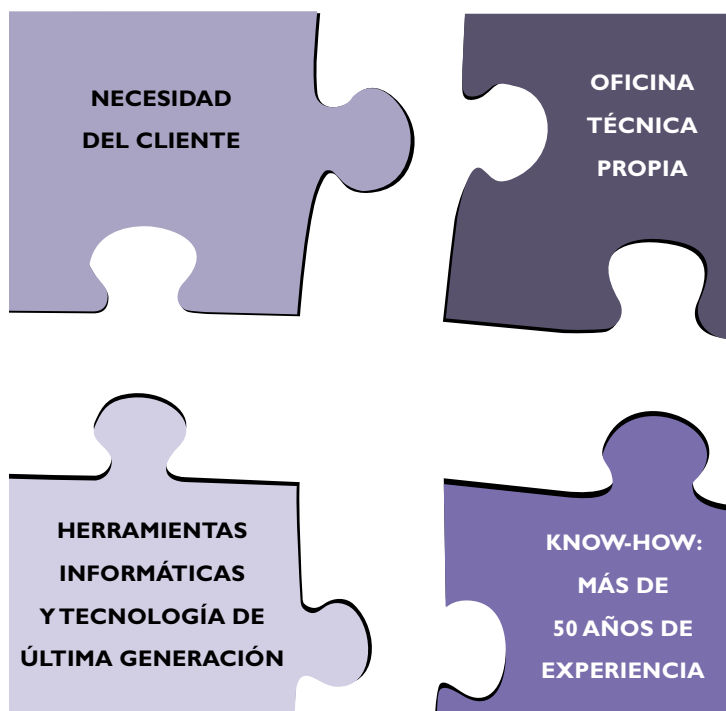 NECESIDAD
DEL CLIENTE
OFICINA
TÉCNICA
PROPIA
HERRAMIENTAS
INFORMÁTICAS
Y TECNOLOGÍA DE
ÚLTIMA GENERACIÓN
KNOW-HOW:
MÁS DE
50 AÑOS DE
EXPERIENCIA